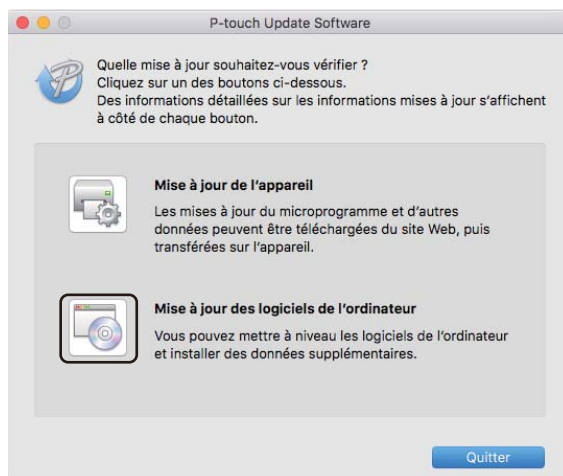 P-touch Update Software
Quelle mise à jour souhaitez-vous vérifier ?
Cliquez sur un des boutons ci-dessous.
Des informations détaillées sur les informations mises à jour s'affichent
à côté de chaque bouton.
Mise à jour de l'appareil
Les mises à jour du microprogramme et d'autres
données peuvent être téléchargées du site Web, puis
transférées sur l'appareil.
Mise à jour des logiciels de l'ordinateur
Vous pouvez mettre à niveau les logiciels de l'ordinateur
et installer des données supplémentaires.
Quitter